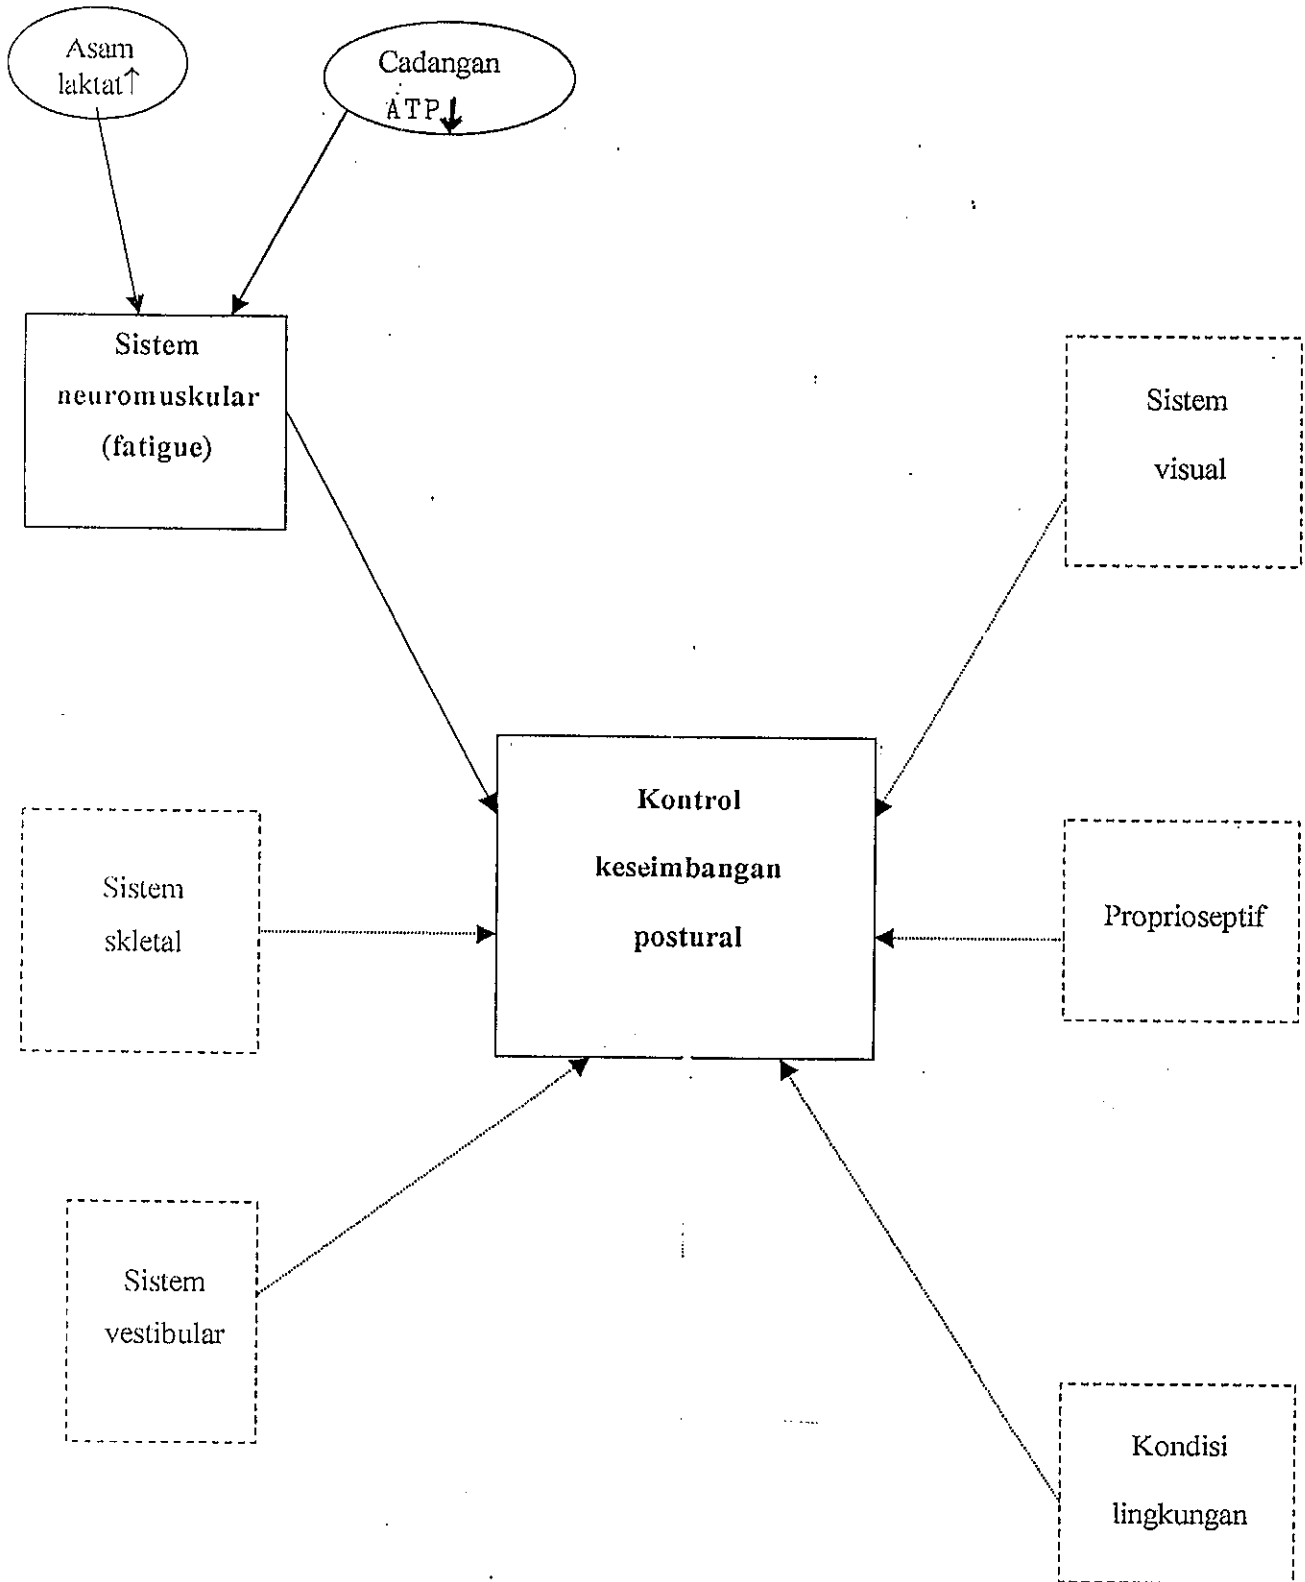 Asam
laktat↑
Cadangan
ATP↓
Sistem
neuromuskular
(fatigue)
Sistem
visual
Kontrol
keseimbangan
postural
Sistem
skletal
Proprioseptif
Sistem
vestibular
Kondisi
lingkungan